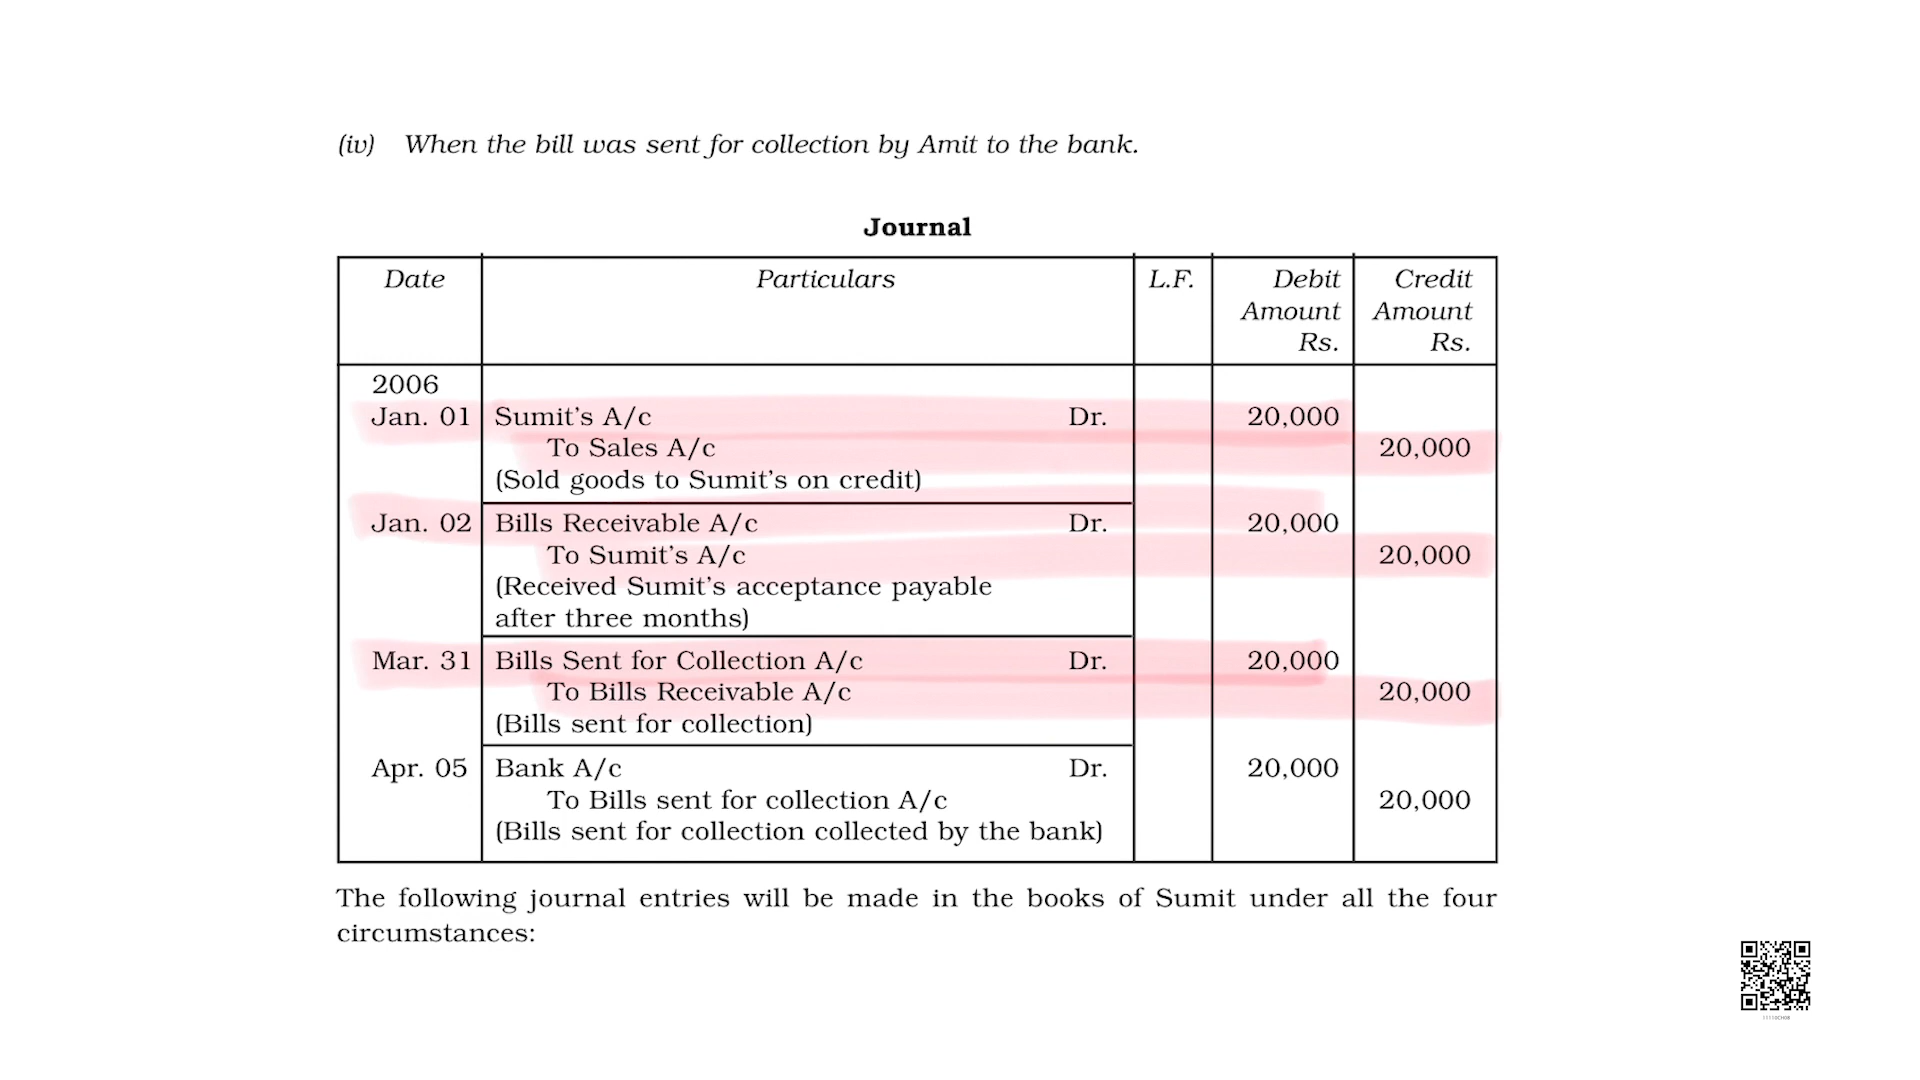 (iv) When the bill was sent for collection by Amit to the bank.
Journal
Date Particulars L.F. Debit Credit
Amount Amount
Rs. Rs.
2006
Jan. 01 Sumit's A/c Dr. 20,000
To Sales A/c 20,000
(Sold goods to Sumit's on credit)
Jan. 02 Bills Receivable A/c Dr. 20,000
To Sumit's A/c 20,000
(Received Sumit's acceptance payable
after three months)
Mar. 31 Bills Sent for Collection A/c Dr. 20,000
To Bills Receivable A/c 20,000
(Bills sent for collection)
Apr. 05 Bank A/c Dr. 20,000
To Bills sent for collection A/c 20,000
(Bills sent for collection collected by the bank)
The following journal entries will be made in the books of Sumit under all the four
circumstances: